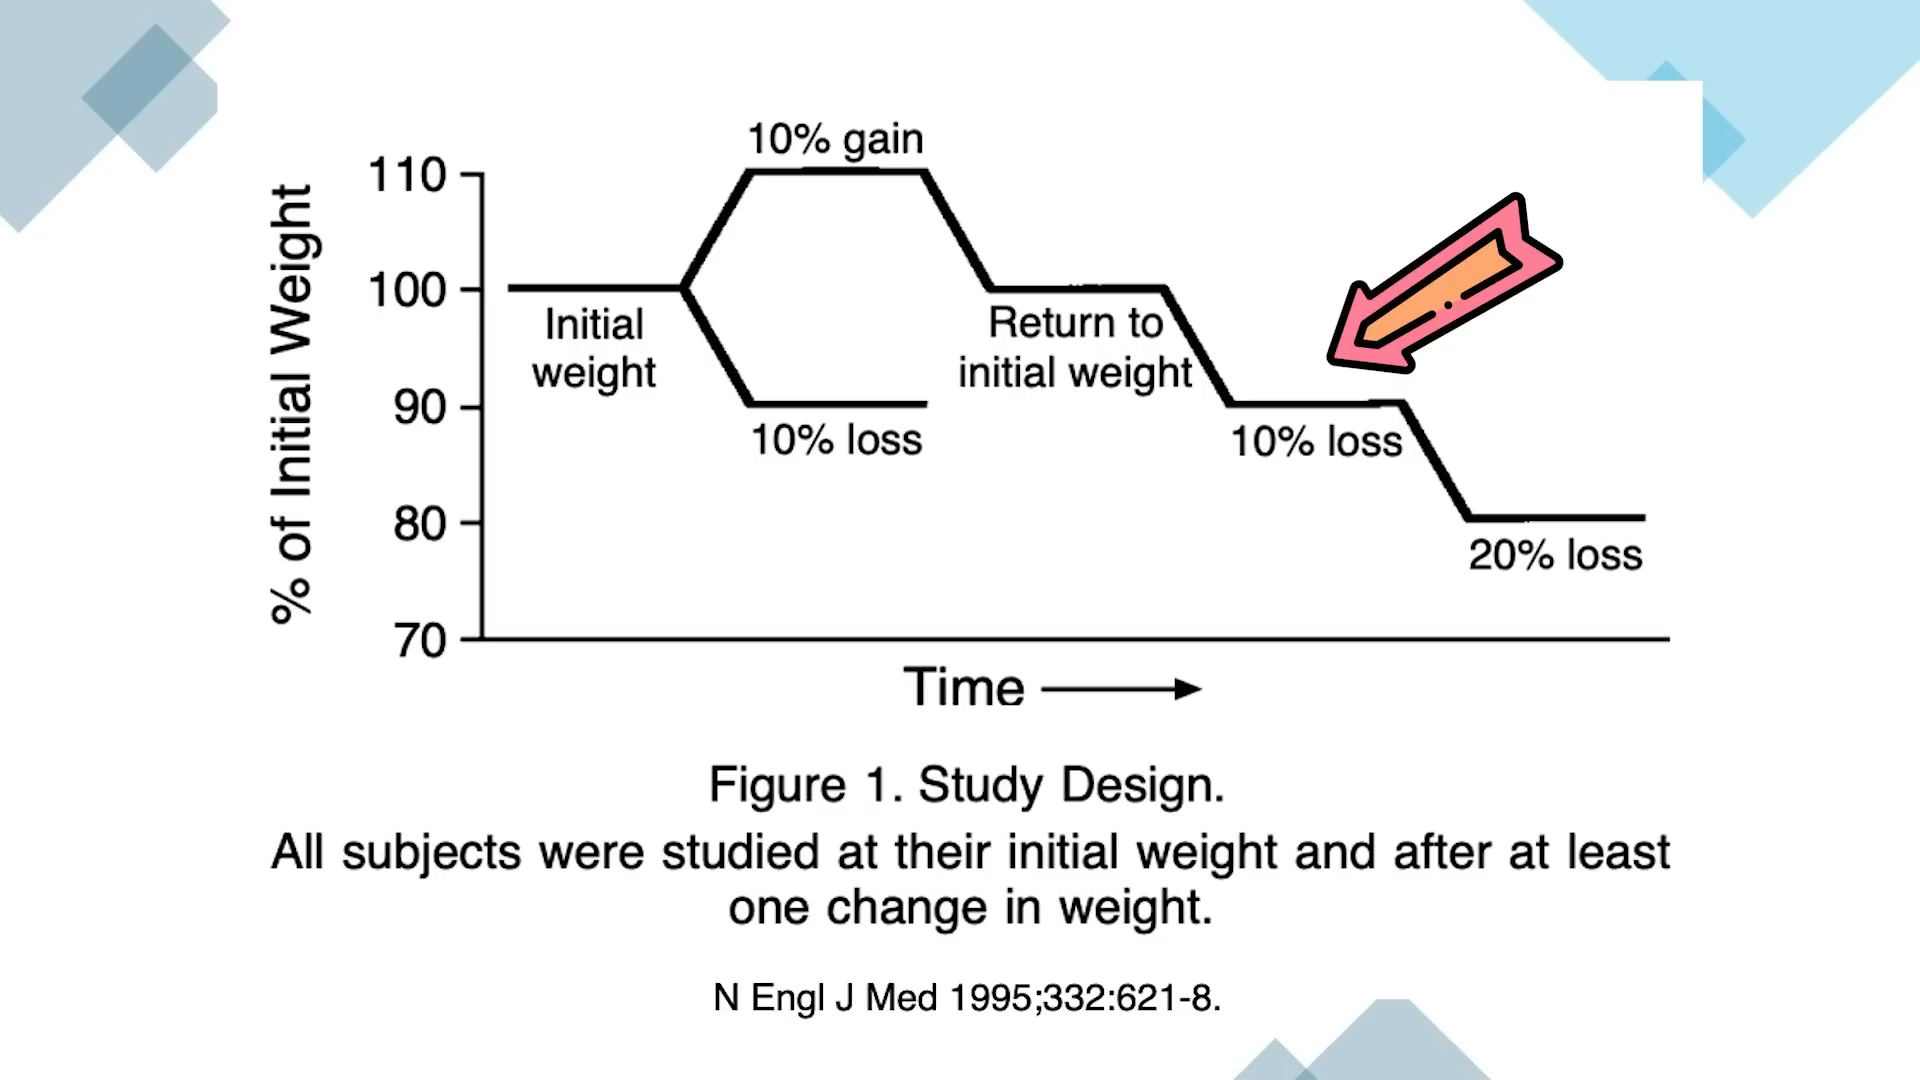 10% gain
110
100
90
80
70
% of Initial Weight
Initial
weight
10% loss
Return to
initial weight
10% loss
20% loss
Time
Figure 1. Study Design.
All subjects were studied at their initial weight and after at least
one change in weight.
N Engl J Med 1995;332:621-8.